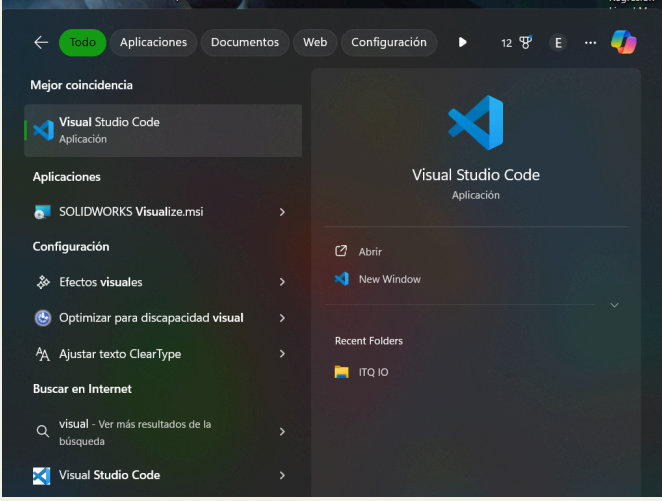 Todo
Aplicaciones
Documentos
Web
Configuración
12
E
Mejor coincidencia
Visual Studio Code
Aplicación
Aplicaciones
SOLIDWORKS Visualize.msi
Configuración
Efectos visuales
Optimizar para discapacidad visual
Ajustar texto ClearType
Buscar en Internet
visual - Ver más resultados de la
búsqueda
Visual Studio Code
Visual Studio Code
Aplicación
Abrir
New Window
Recent Folders
ITQ IO